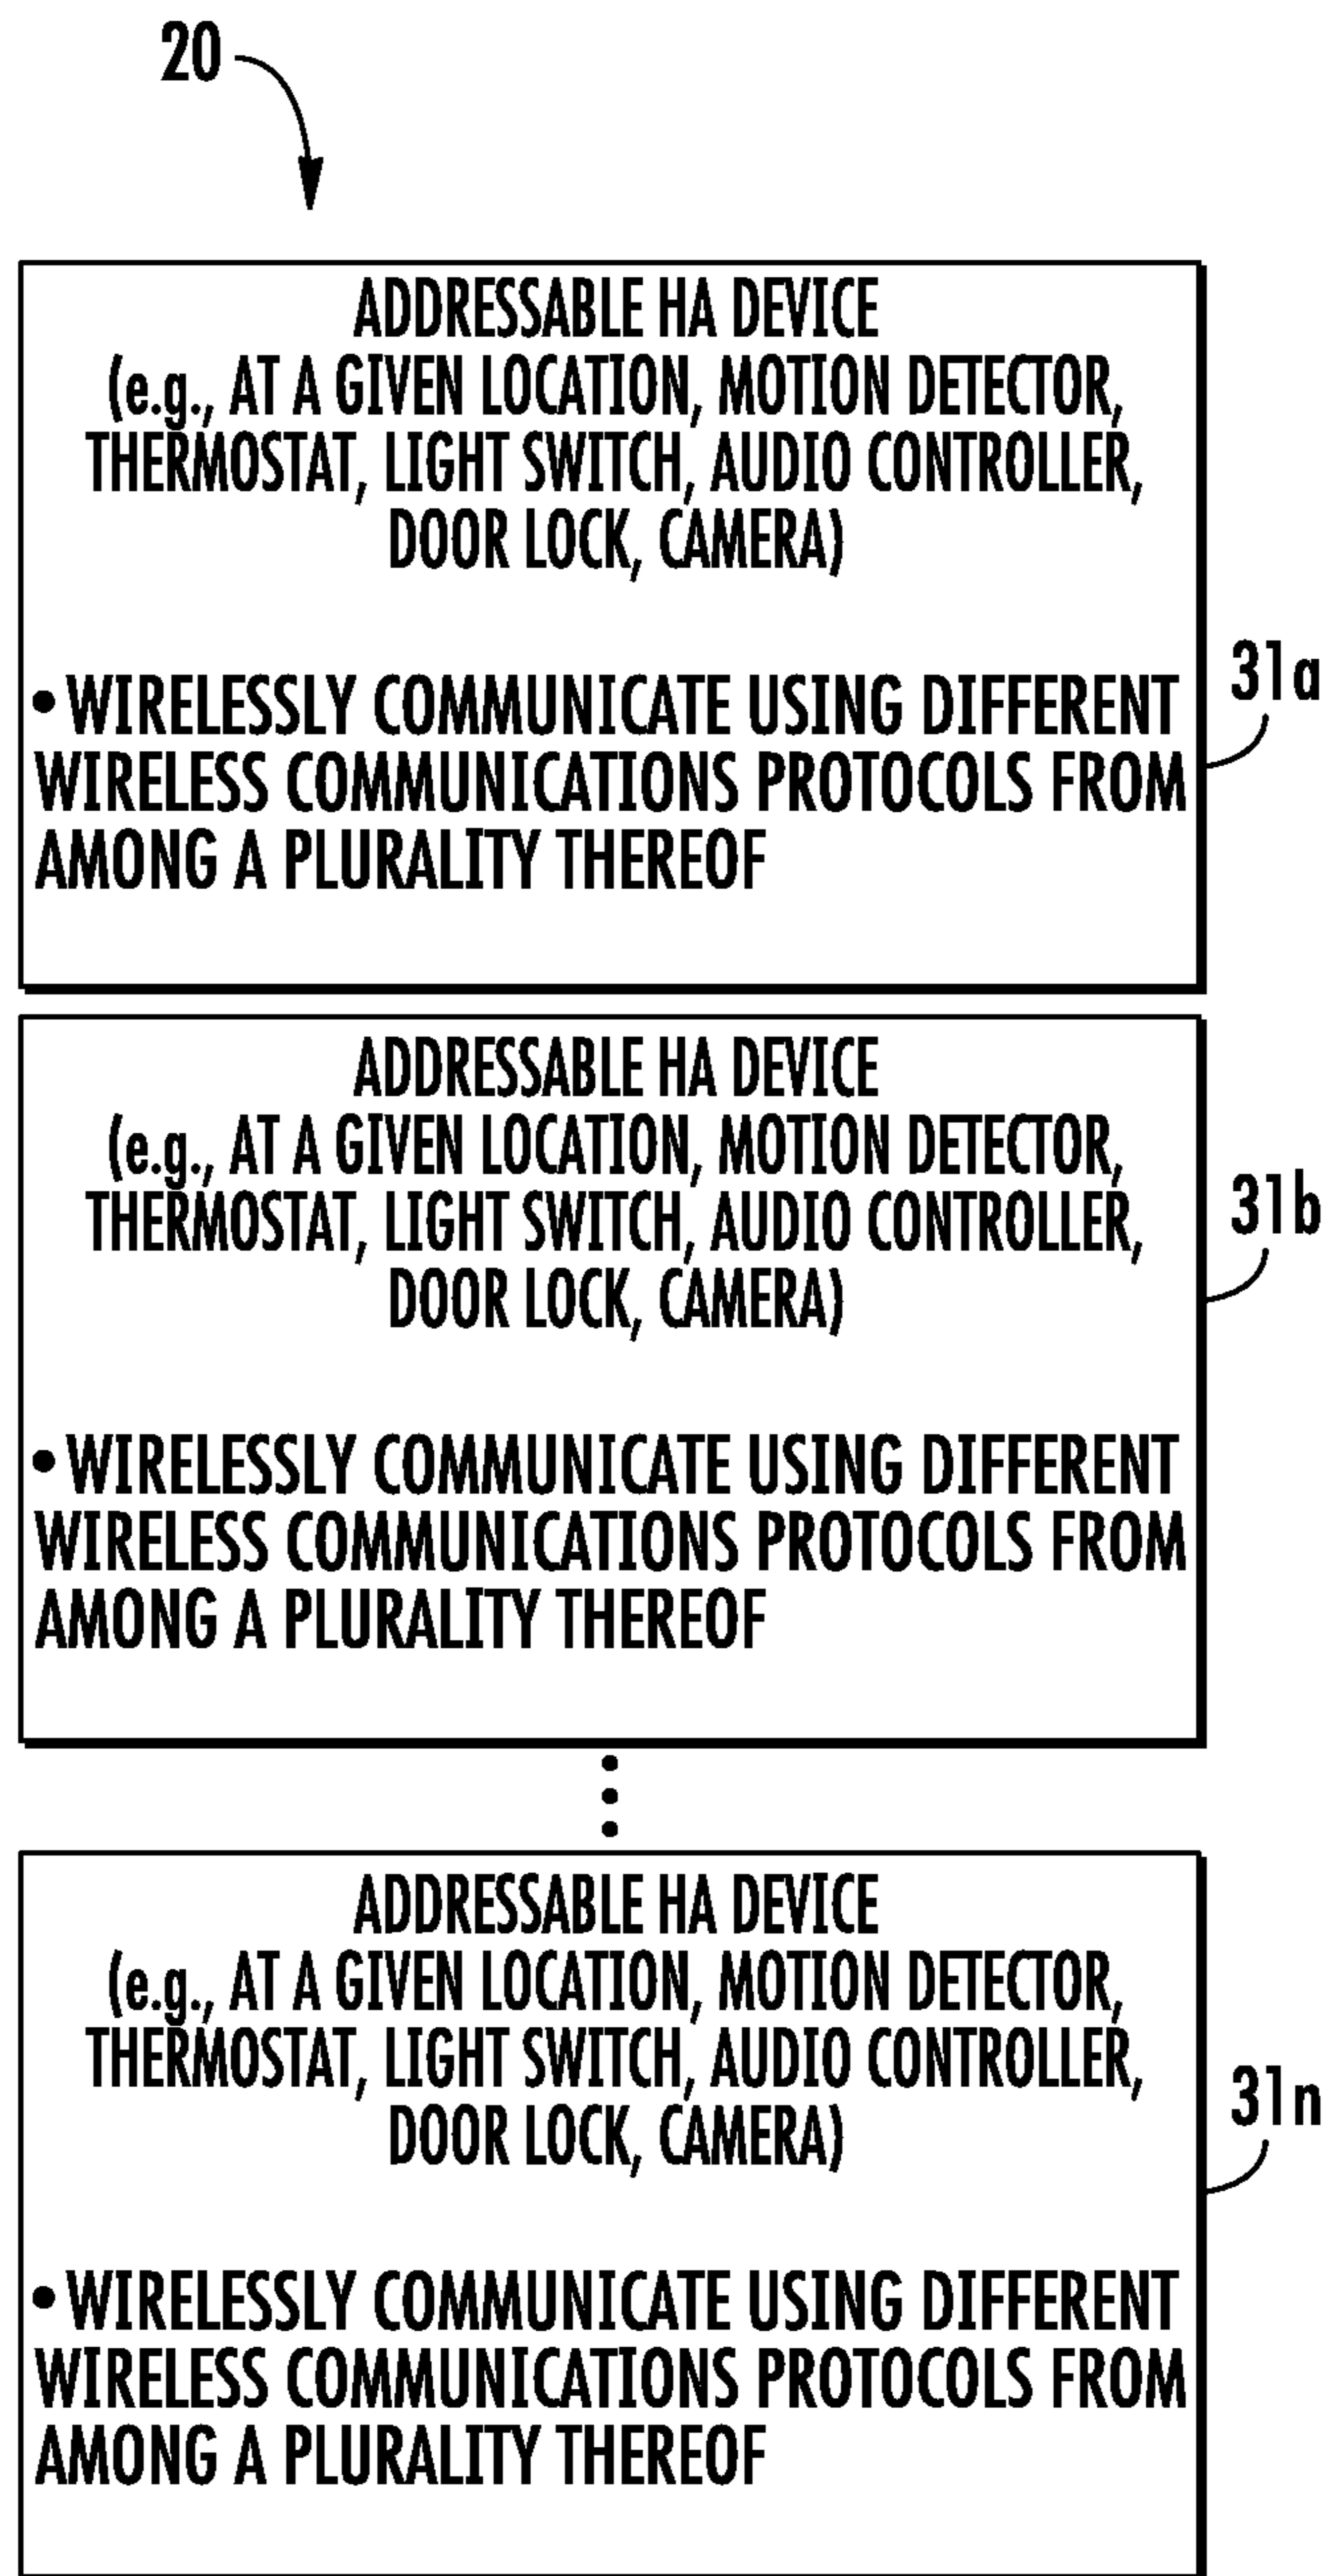 20
ADDRESSABLE HA DEVICE
(e.g., AT A GIVEN LOCATION, MOTION DETECTOR,
THERMOSTAT, LIGHT SWITCH, AUDIO CONTROLLER,
DOOR LOCK, CAMERA)
• WIRELESSLY COMMUNICATE USING DIFFERENT
WIRELESS COMMUNICATIONS PROTOCOLS FROM
AMONG A PLURALITY THEREOF
31a
ADDRESSABLE HA DEVICE
(e.g., AT A GIVEN LOCATION, MOTION DETECTOR,
THERMOSTAT, LIGHT SWITCH, AUDIO CONTROLLER,
DOOR LOCK, CAMERA)
• WIRELESSLY COMMUNICATE USING DIFFERENT
WIRELESS COMMUNICATIONS PROTOCOLS FROM
AMONG A PLURALITY THEREOF
31b
ADDRESSABLE HA DEVICE
(e.g., AT A GIVEN LOCATION, MOTION DETECTOR,
THERMOSTAT, LIGHT SWITCH, AUDIO CONTROLLER,
DOOR LOCK, CAMERA)
• WIRELESSLY COMMUNICATE USING DIFFERENT
WIRELESS COMMUNICATIONS PROTOCOLS FROM
AMONG A PLURALITY THEREOF
31n